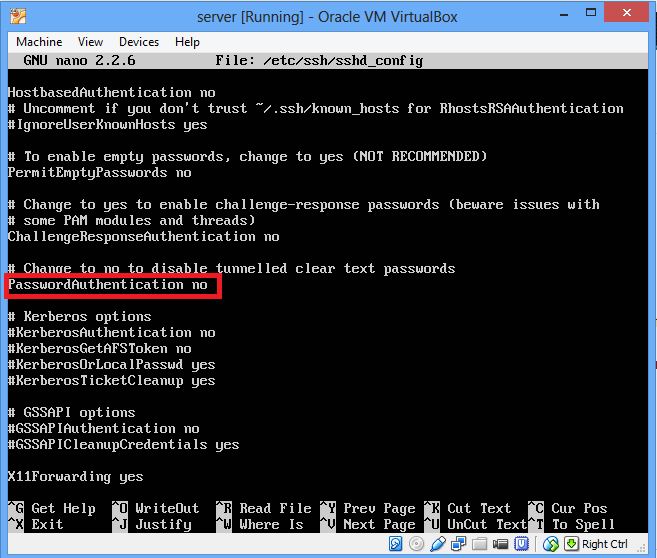 server [Running] - Oracle VM VirtualBox
Machine View Devices Help
GNU nano 2.2.6 File: /etc/ssh/sshd_config
HostbasedAuthentication no
# Uncomment if you don't trust ~/.ssh/known_hosts for RhostsRSAAuthentication
#IgnoreUserKnownHosts yes
# To enable empty passwords, change to yes (NOT RECOMMENDED)
PermitEmptyPasswords no
# Change to yes to enable challenge-response passwords (beware issues with
# some PAM modules and threads)
ChallengeResponseAuthentication no
# Change to no to disable tunnelled clear text passwords
PasswordAuthentication no
# Kerberos options
#KerberosAuthentication no
#KerberosGetAFSToken no
#KerberosOrLocalPasswd yes
#KerberosTicketCleanup yes
# GSSAPI options
#GSSAPIAuthentication no
#GSSAPICleanupCredentials yes
X11Forwarding yes
^G Get Help ^O WriteOut ^R Read File ^Y Prev Page ^K Cut Text ^C Cur Pos
^X Exit ^J Justify ^W Where Is ^V Next Page ^U UnCut Text^T To Spell
Right Ctrl